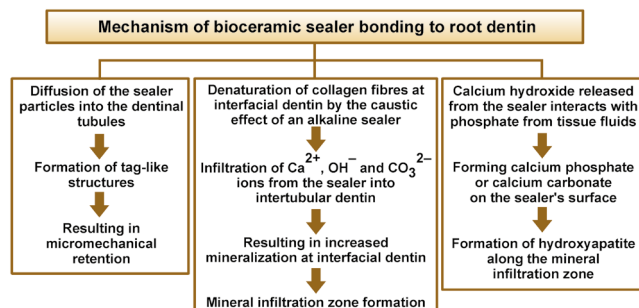 Mechanism of bioceramic sealer bonding to root dentin
Diffusion of the sealer
particles into the dentinal
tubules
Formation of tag-like
structures
Resulting in
micromechanical
retention
Denaturation of collagen fibres at
interfacial dentin by the caustic
effect of an alkaline sealer
Infiltration of Ca²⁺, OH⁻ and CO₃²⁻
ions from the sealer into
intertubular dentin
Resulting in increased
mineralization at interfacial dentin
Mineral infiltration zone formation
Calcium hydroxide released
from the sealer interacts with
phosphate from tissue fluids
Forming calcium phosphate
or calcium carbonate
on the sealer's surface
Formation of hydroxyapatite
along the mineral
infiltration zone